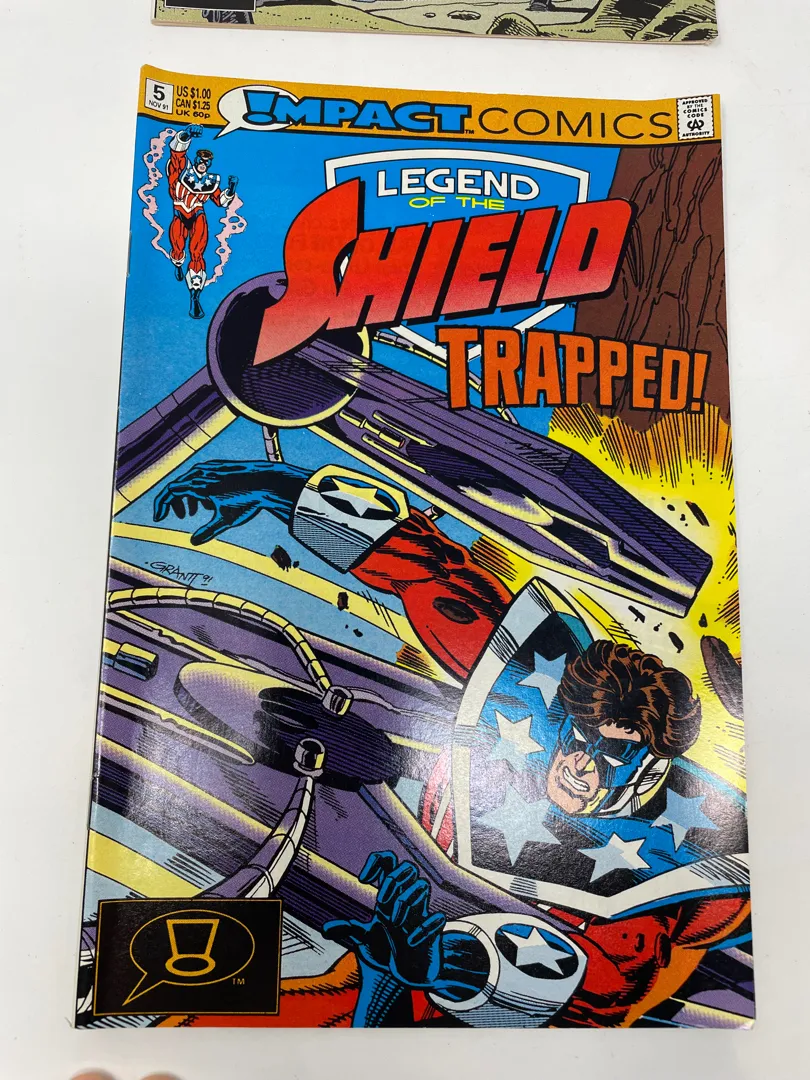 5
NOV 91
US $1.00
CAN $1.25
UK 60p
!MPACT™ COMICS
APPROVED
BY THE
COMICS
CODE
CA
AUTHORITY
LEGEND
OF THE
SHIELD
TRAPPED!
GRANT 91
!
TM